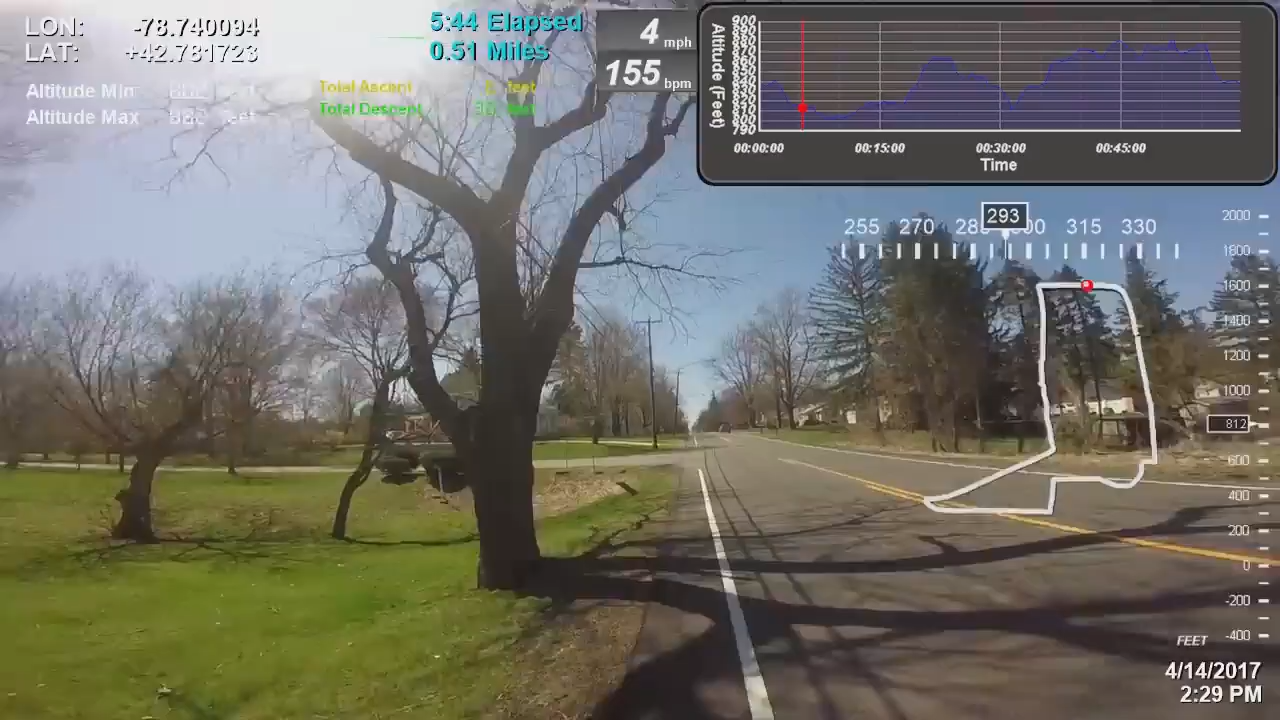 LON: -78.740094
LAT: +42.781723
Altitude Min
Altitude Max feet
5:44 Elapsed
0.51 Miles
Total Ascent feet
Total Descent 30 feet
4 mph
155 bpm
Altitude (Feet)
900
890
880
870
860
850
840
830
820
810
800
790
00:00:00 00:15:00 00:30:00 00:45:00
Time
293
255 270 315 330
2000
1800
1600
1400
1200
1000
812
600
400
200
0
-200
-400
FEET
4/14/2017
2:29 PM